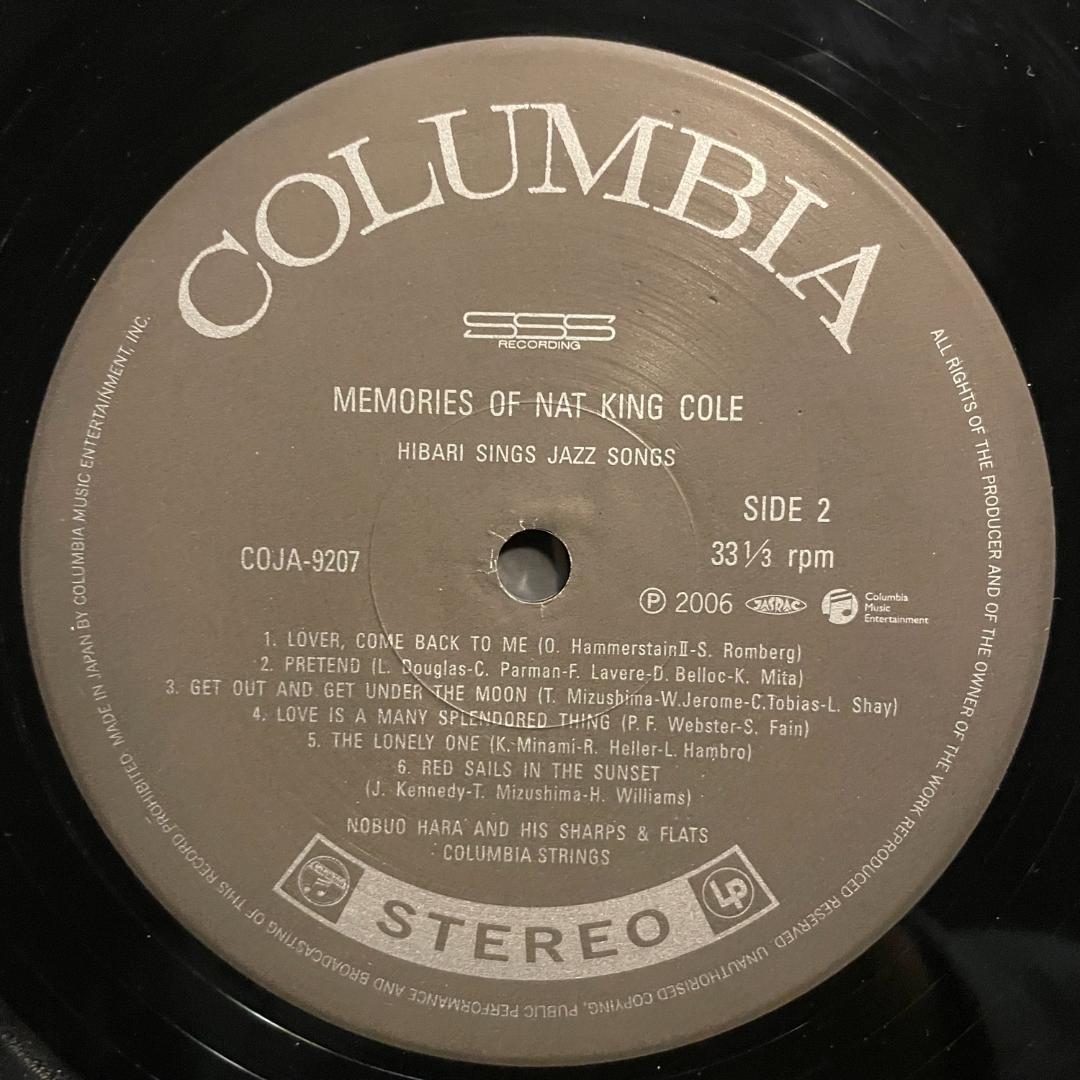 COLUMBIA
SSS
RECORDING
MEMORIES OF NAT KING COLE
HIBARI SINGS JAZZ SONGS
SIDE 2
COJA-9207
33 1/3 rpm
Ⓟ 2006 JASRAC
Columbia
Music
Entertainment
1. LOVER, COME BACK TO ME (O. HammerstainⅡ-S. Romberg)
2. PRETEND (L. Douglas-C. Parman-F. Lavere-D. Belloc-K. Mita)
3. GET OUT AND GET UNDER THE MOON (T. Mizushima-W.Jerome-C.Tobias-L. Shay)
4. LOVE IS A MANY SPLENDORED THING (P. F. Webster-S. Fain)
5. THE LONELY ONE (K. Minami-R. Heller-L. Hambro)
6. RED SAILS IN THE SUNSET
(J. Kennedy-T. Mizushima-H. Williams)
NOBUO HARA AND HIS SHARPS & FLATS
COLUMBIA STRINGS
STEREO
LP
ALL RIGHTS OF THE PRODUCER AND OF THE OWNER OF THE WORK REPRODUCED RESERVED UNAUTHORISED COPYING, PUBLIC PERFORMANCE AND BROADCASTING OF THIS RECORD PROHIBITED MADE IN JAPAN BY COLUMBIA MUSIC ENTERTAINMENT, INC.